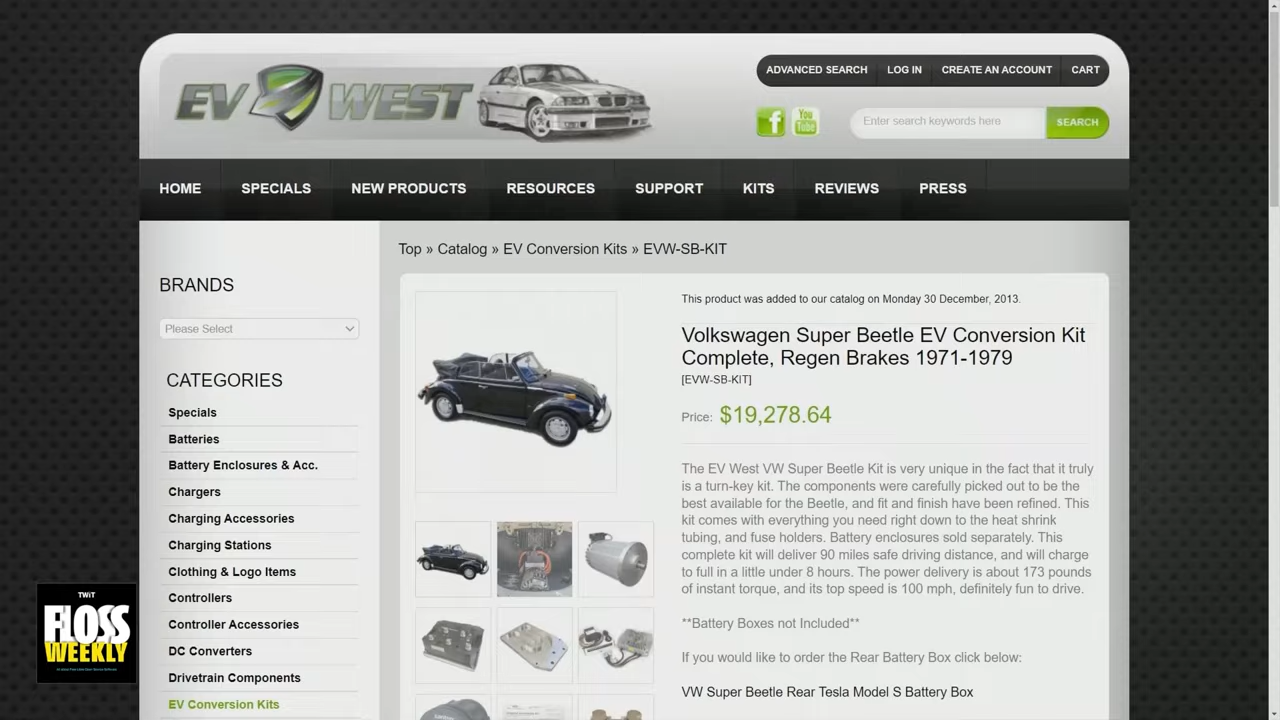 EV WEST
ADVANCED SEARCH LOG IN CREATE AN ACCOUNT CART
f You Tube Enter search keywords here SEARCH
HOME SPECIALS NEW PRODUCTS RESOURCES SUPPORT KITS REVIEWS PRESS
Top » Catalog » EV Conversion Kits » EVW-SB-KIT
BRANDS
Please Select
CATEGORIES
Specials
Batteries
Battery Enclosures & Acc.
Chargers
Charging Accessories
Charging Stations
Clothing & Logo Items
Controllers
Controller Accessories
DC Converters
Drivetrain Components
EV Conversion Kits
This product was added to our catalog on Monday 30 December, 2013.
Volkswagen Super Beetle EV Conversion Kit
Complete, Regen Brakes 1971-1979
[EVW-SB-KIT]
Price: $19,278.64
The EV West VW Super Beetle Kit is very unique in the fact that it truly
is a turn-key kit. The components were carefully picked out to be the
best available for the Beetle, and fit and finish have been refined. This
kit comes with everything you need right down to the heat shrink
tubing, and fuse holders. Battery enclosures sold separately. This
complete kit will deliver 90 miles safe driving distance, and will charge
to full in a little under 8 hours. The power delivery is about 173 pounds
of instant torque, and its top speed is 100 mph, definitely fun to drive.
**Battery Boxes not Included**
If you would like to order the Rear Battery Box click below:
VW Super Beetle Rear Tesla Model S Battery Box
TWiT
FLOSS
WEEKLY